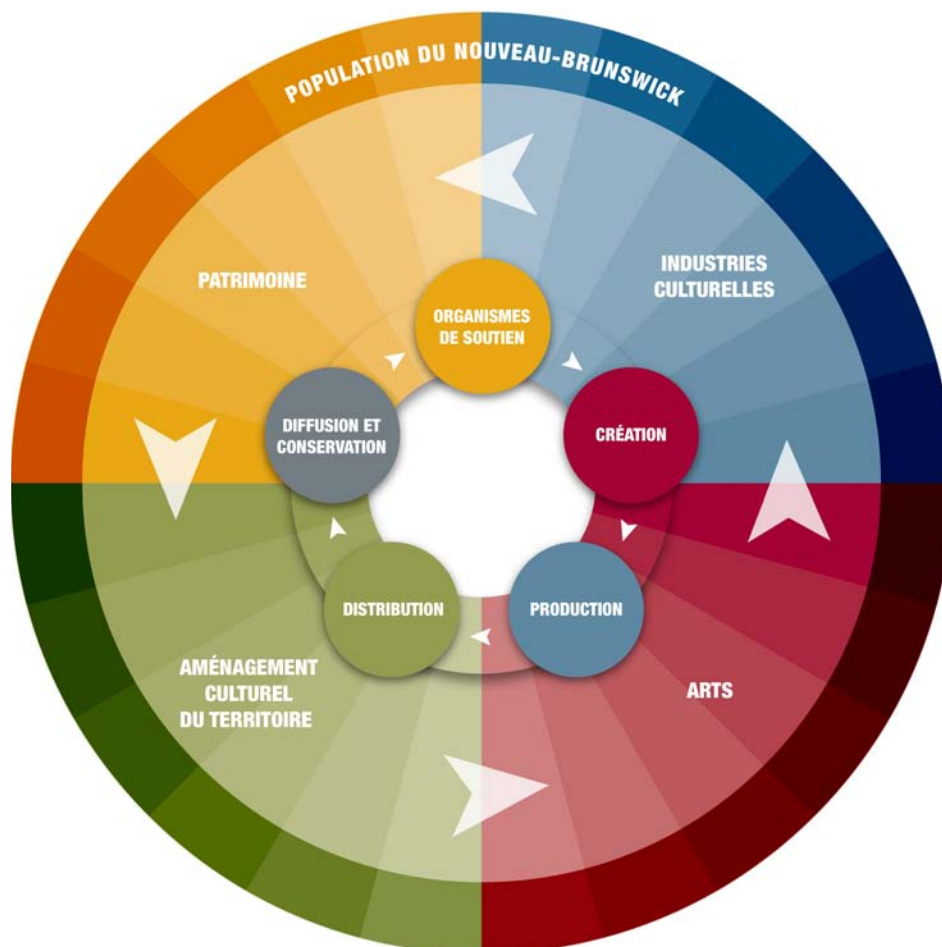 POPULATION DU NOUVEAU-BRUNSWICK
PATRIMOINE
INDUSTRIES
CULTURELLES
ORGANISMES
DE SOUTIEN
DIFFUSION ET
CONSERVATION
CRÉATION
DISTRIBUTION
PRODUCTION
AMÉNAGEMENT
CULTUREL
DU TERRITOIRE
ARTS